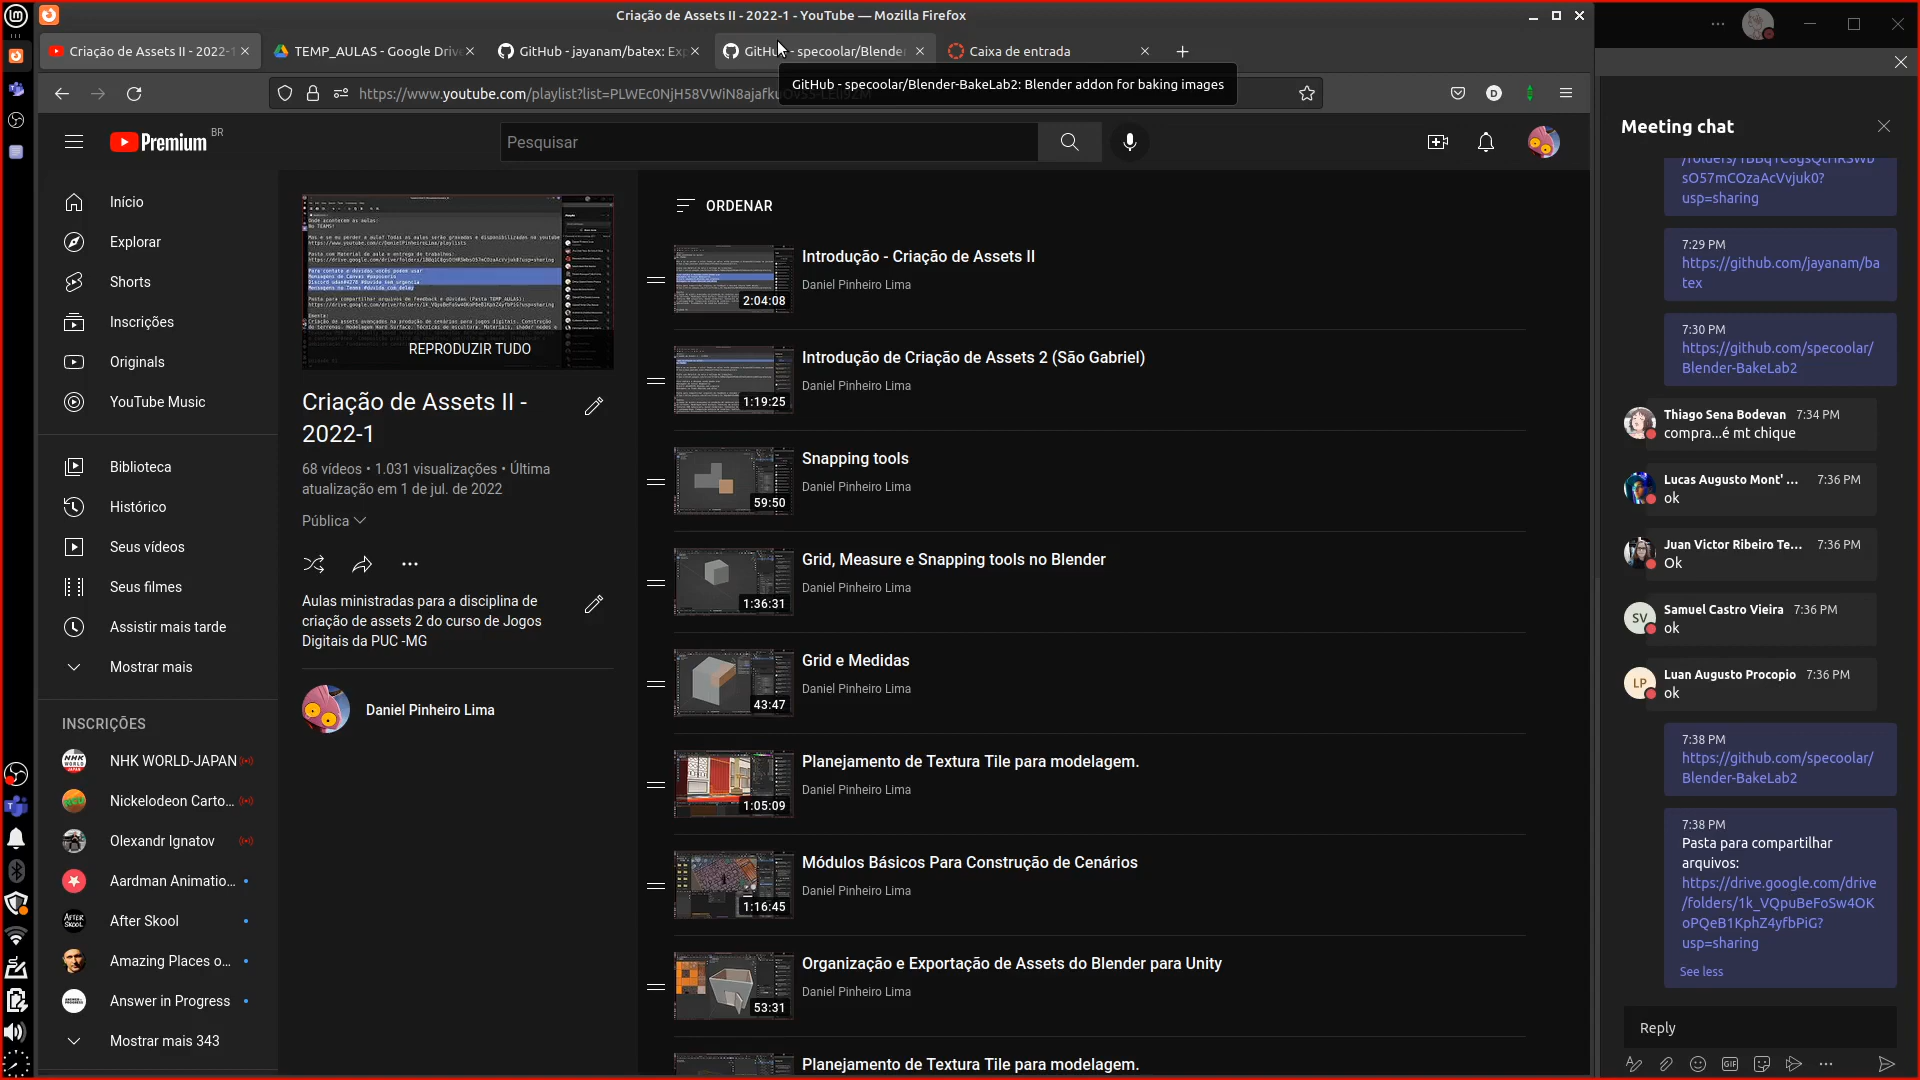 Criação de Assets II - 2022-1 - YouTube — Mozilla Firefox
Criação de Assets II - 2022-1
TEMP_AULAS - Google Drive
GitHub - jayanam/batex: Exp
GitHub - specoolar/Blender
Caixa de entrada
GitHub - specoolar/Blender-BakeLab2: Blender addon for baking images
https://www.youtube.com/playlist?list=PLWEc0NjH58VWiN8ajafku
Premium
BR
Pesquisar
Início
Explorar
Shorts
Inscrições
Originals
YouTube Music
Biblioteca
Histórico
Seus vídeos
Seus filmes
Assistir mais tarde
Mostrar mais
INSCRIÇÕES
NHK WORLD-JAPAN
Nickelodeon Carto...
Olexandr Ignatov
Aardman Animatio...
After Skool
Amazing Places o...
Answer in Progress
Mostrar mais 343
REPRODUZIR TUDO
Criação de Assets II -
2022-1
68 vídeos • 1.031 visualizações • Última
atualização em 1 de jul. de 2022
Pública
Aulas ministradas para a disciplina de
criação de assets 2 do curso de Jogos
Digitais da PUC -MG
Daniel Pinheiro Lima
ORDENAR
2:04:08
Introdução - Criação de Assets II
Daniel Pinheiro Lima
1:19:25
Introdução de Criação de Assets 2 (São Gabriel)
Daniel Pinheiro Lima
59:50
Snapping tools
Daniel Pinheiro Lima
1:36:31
Grid, Measure e Snapping tools no Blender
Daniel Pinheiro Lima
43:47
Grid e Medidas
Daniel Pinheiro Lima
1:05:09
Planejamento de Textura Tile para modelagem.
Daniel Pinheiro Lima
1:16:45
Módulos Básicos Para Construção de Cenários
Daniel Pinheiro Lima
53:31
Organização e Exportação de Assets do Blender para Unity
Daniel Pinheiro Lima
Planejamento de Textura Tile para modelagem.
Meeting chat
sO57mCOzaAcVvjuk0?
usp=sharing
7:29 PM
https://github.com/jayanam/ba
tex
7:30 PM
https://github.com/specoolar/
Blender-BakeLab2
Thiago Sena Bodevan 7:34 PM
compra...é mt chique
Lucas Augusto Mont' ... 7:36 PM
ok
Juan Victor Ribeiro Te... 7:36 PM
Ok
SV
Samuel Castro Vieira 7:36 PM
ok
LP
Luan Augusto Procopio 7:36 PM
ok
7:38 PM
https://github.com/specoolar/
Blender-BakeLab2
7:38 PM
Pasta para compartilhar
arquivos:
https://drive.google.com/drive
/folders/1k_VQpuBeFoSw4OK
oPQeB1KphZ4yfbPiG?
usp=sharing
See less
Reply